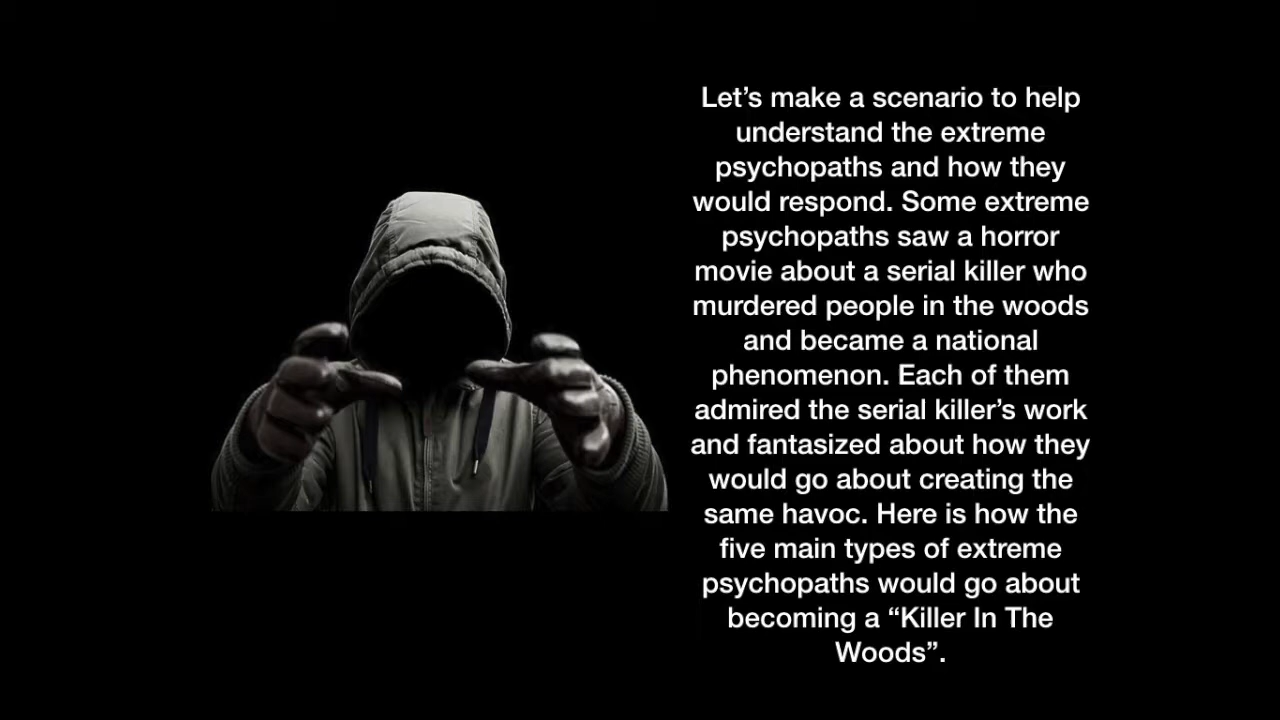 Let’s make a scenario to help
understand the extreme
psychopaths and how they
would respond. Some extreme
psychopaths saw a horror
movie about a serial killer who
murdered people in the woods
and became a national
phenomenon. Each of them
admired the serial killer’s work
and fantasized about how they
would go about creating the
same havoc. Here is how the
five main types of extreme
psychopaths would go about
becoming a “Killer In The
Woods”.